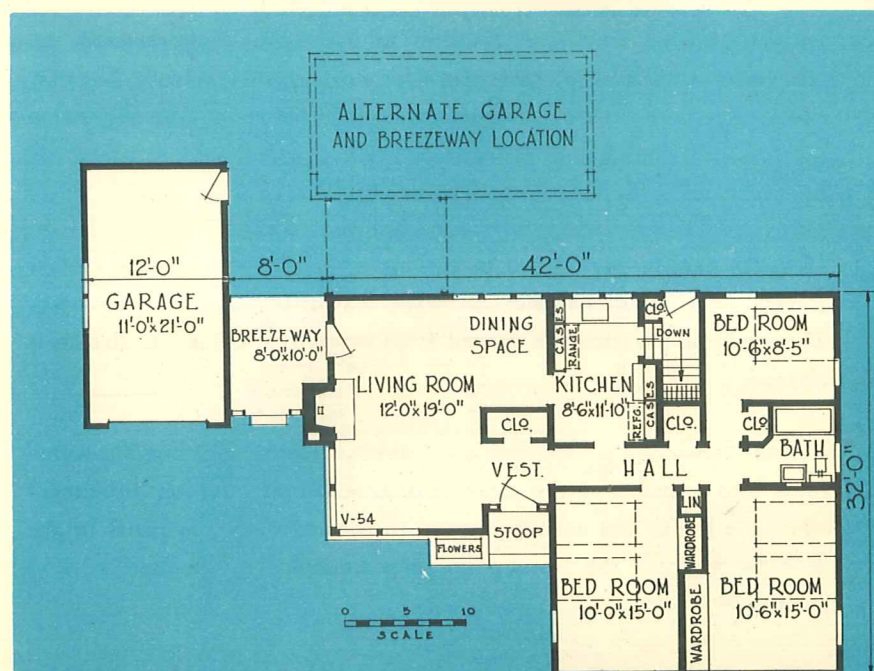 ALTERNATE GARAGE
AND BREEZEWAY LOCATION
12'-0"
8'-0"
42'-0"
GARAGE
11'-0"x21'-0"
BREEZEWAY
8'-0"x10'-0"
DINING
SPACE
LIVING ROOM
12'-0"x19'-0"
CASES
RANGE
KITCHEN
8'-6"x11'-10"
REFG.
CASES
CLO.
DOWN
BED ROOM
10'-6"x8'-5"
CLO.
CLO.
CLO.
BATH
32'-0"
VEST.
HALL
LIN
V-54
STOOP
FLOWERS
WARDROBE
BED ROOM
10'-0"x15'-0"
WARDROBE
BED ROOM
10'-6"x15'-0"
0 5 10
SCALE